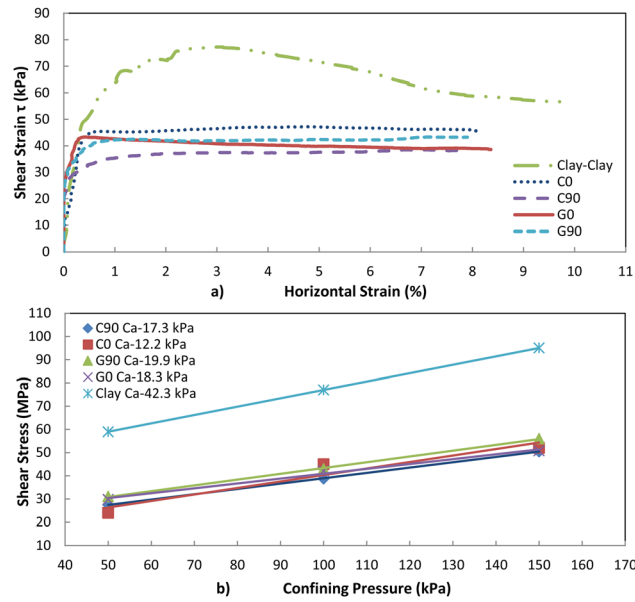 90
80
70
60
50
40
30
20
10
0
Shear Strain τ (kPa)
Clay-Clay
C0
C90
G0
G90
0 1 2 3 4 5 6 7 8 9 10 11
a) Horizontal Strain (%)
110
100
90
80
70
60
50
40
30
20
10
Shear Stress (MPa)
C90 Ca-17.3 kPa
C0 Ca-12.2 kPa
G90 Ca-19.9 kPa
G0 Ca-18.3 kPa
Clay Ca-42.3 kPa
40 50 60 70 80 90 100 110 120 130 140 150 160 170
b) Confining Pressure (kPa)